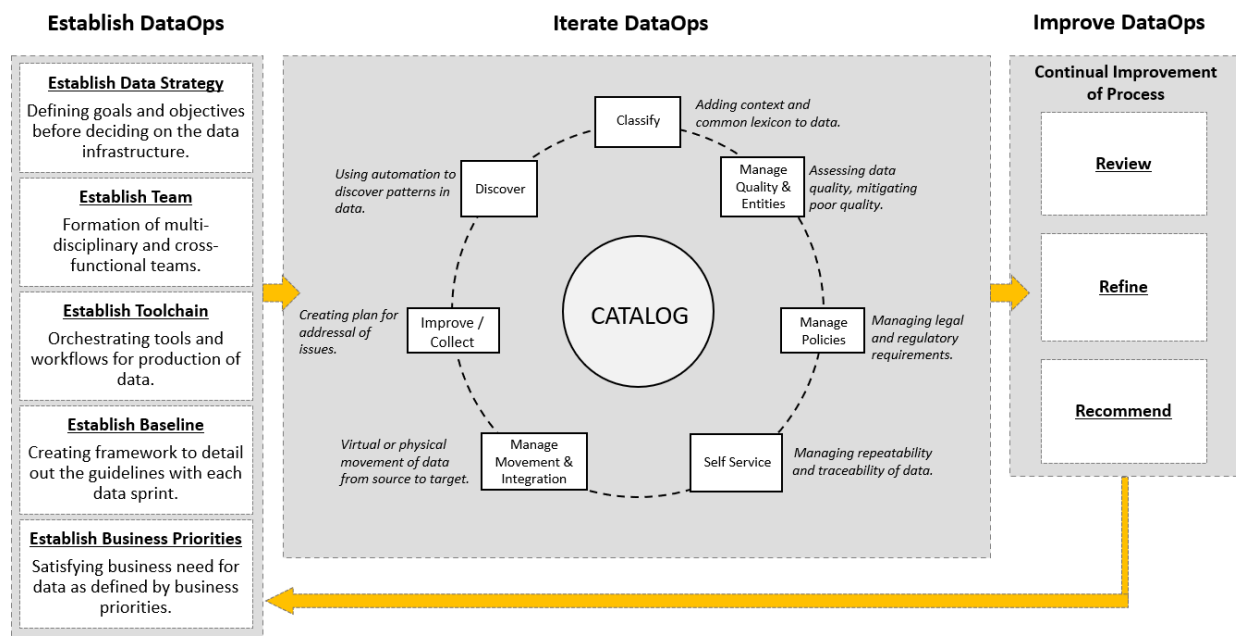 Establish DataOps
Establish Data Strategy
Defining goals and objectives
before deciding on the data
infrastructure.
Establish Team
Formation of multi-
disciplinary and cross-
functional teams.
Establish Toolchain
Orchestrating tools and
workflows for production of
data.
Establish Baseline
Creating framework to detail
out the guidelines with each
data sprint.
Establish Business Priorities
Satisfying business need for
data as defined by business
priorities.
Iterate DataOps
Classify
Adding context and
common lexicon to data.
Manage
Quality &
Entities
Assessing data
quality, mitigating
poor quality.
Manage
Policies
Managing legal
and regulatory
requirements.
Self Service
Managing repeatability
and traceability of data.
Manage
Movement &
Integration
Virtual or physical
movement of data
from source to target.
Improve /
Collect
Creating plan for
addressal of
issues.
Discover
Using automation to
discover patterns in
data.
CATALOG
Improve DataOps
Continual Improvement
of Process
Review
Refine
Recommend